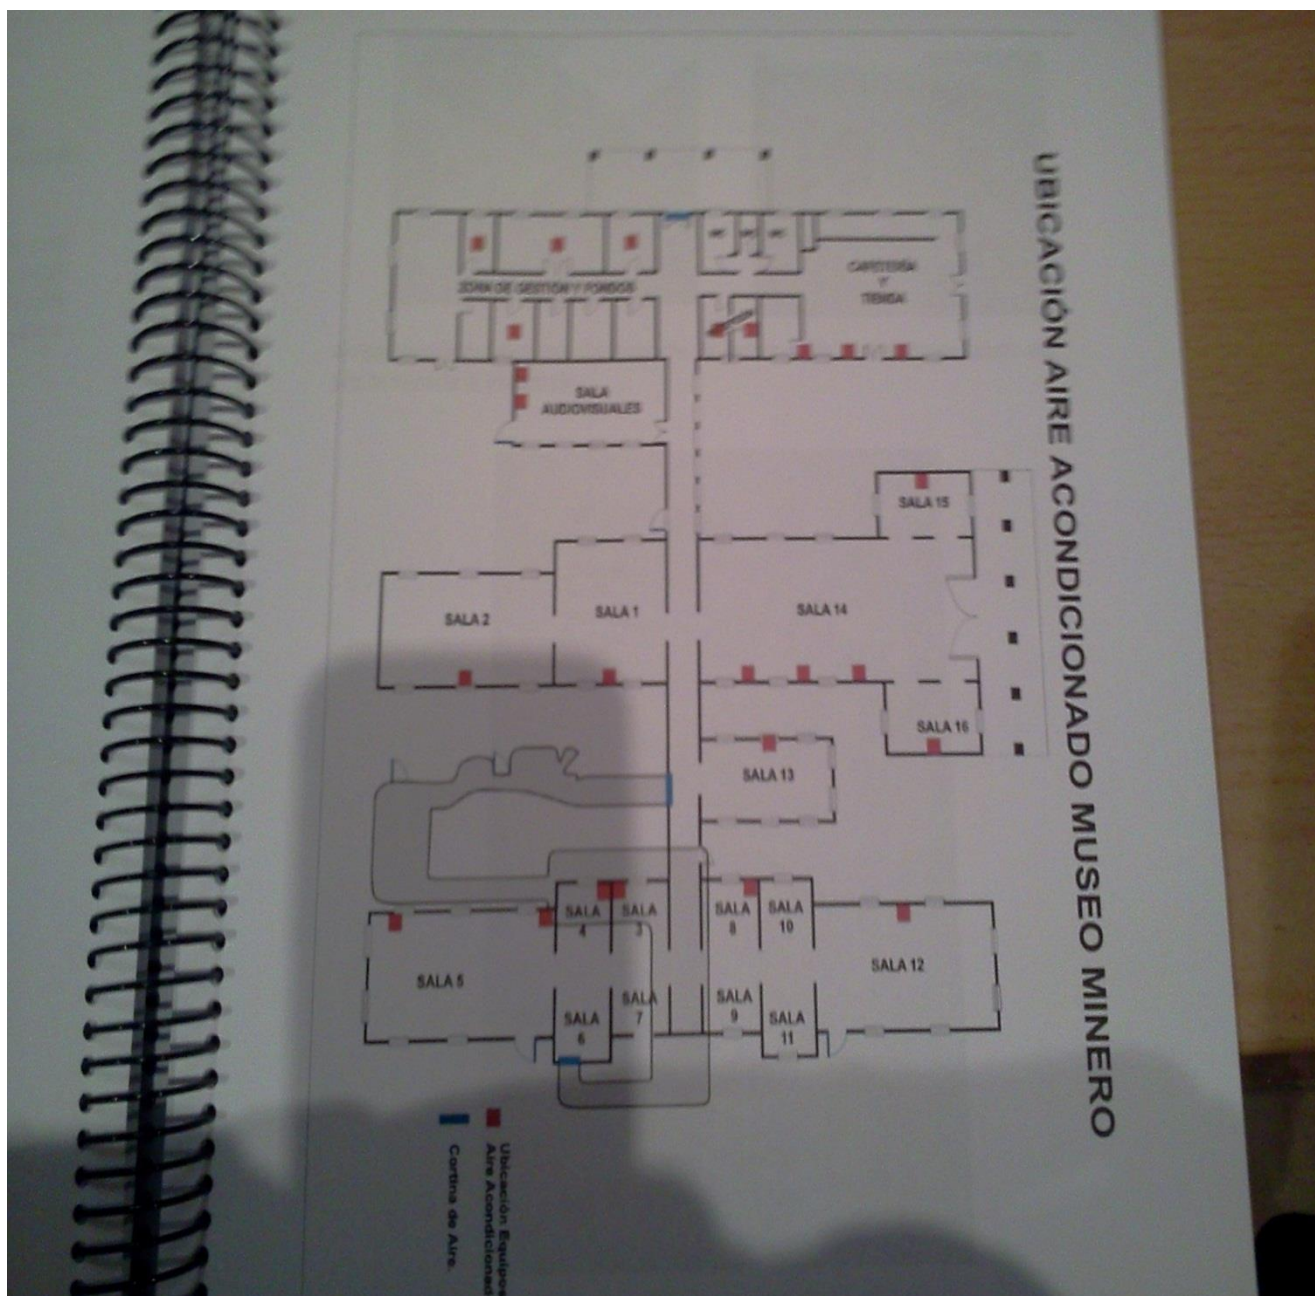 UBICACIÓN AIRE ACONDICIONADO MUSEO MINERO
ZONA DE GESTIÓN Y FONDOS
CAFETERÍA
Y
TIENDA
SALA
AUDIOVISUALES
SALA 15
SALA 2
SALA 1
SALA 14
SALA 16
SALA 13
SALA
4
SALA
3
SALA
8
SALA
10
SALA 5
SALA 12
SALA
6
SALA
7
SALA
9
SALA
11
Ubicación Equipos
Aire Acondicionad
Cortina de Aire.